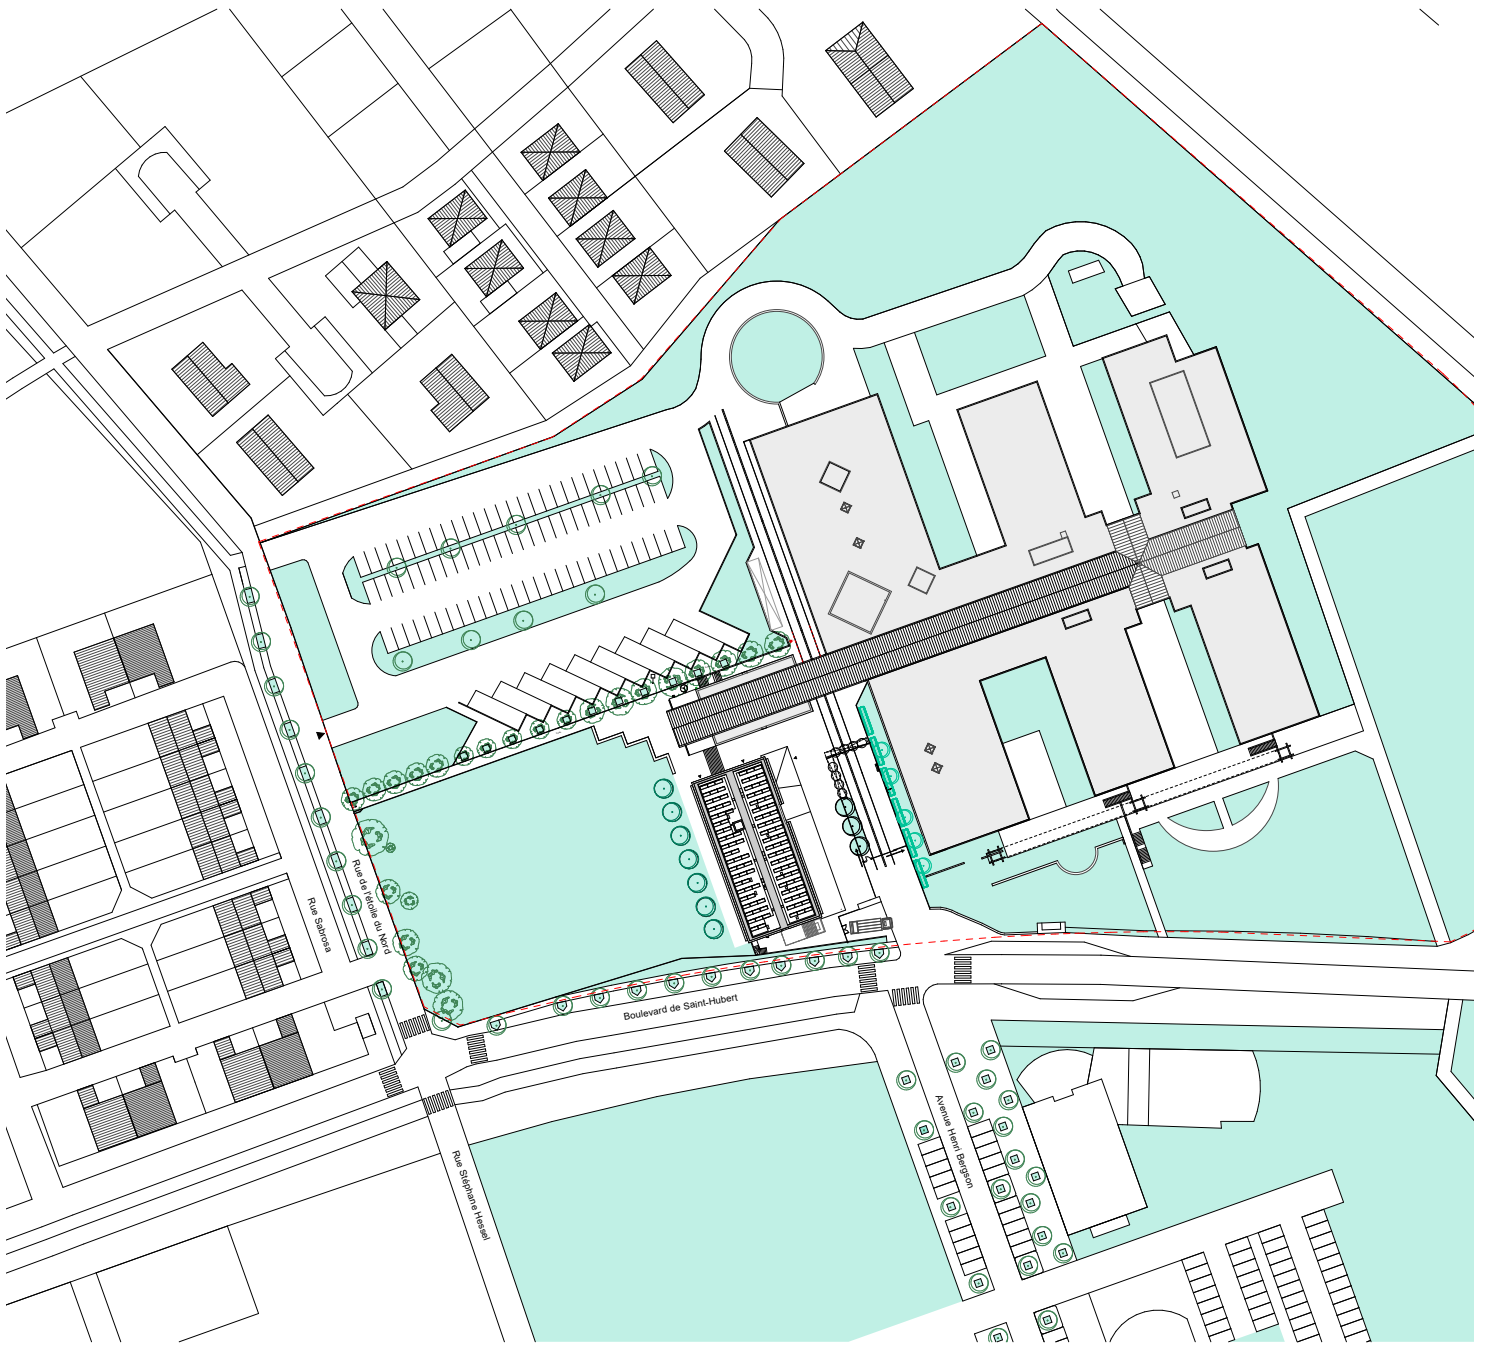 Rue de l'étoile du Nord
Rue Sabrosa
Boulevard de Saint-Hubert
Avenue Henri Bergson
Rue Stéphane Hessel